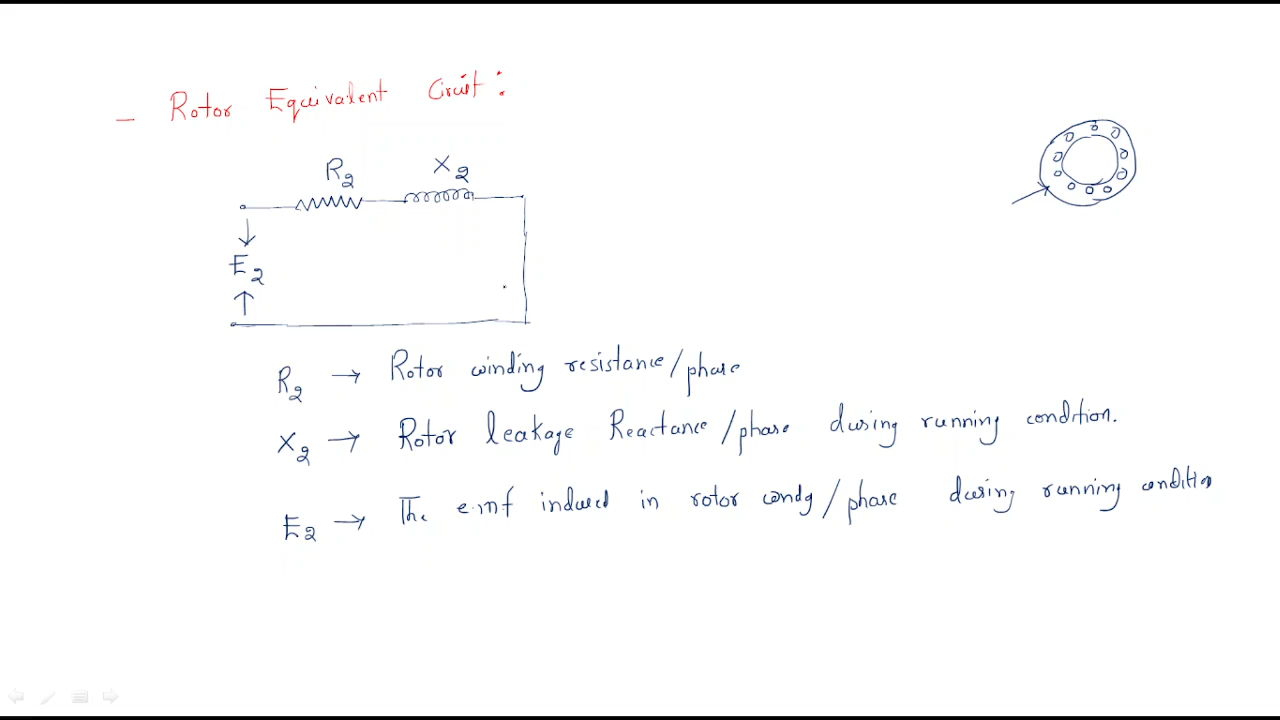 - Rotor Equivalent Circuit :
R2 X2
E2
R2 → Rotor winding resistance/phase
X2 → Rotor leakage Reactance/phase during running condition.
E2 → The e.m.f induced in rotor condg/phase during running condition